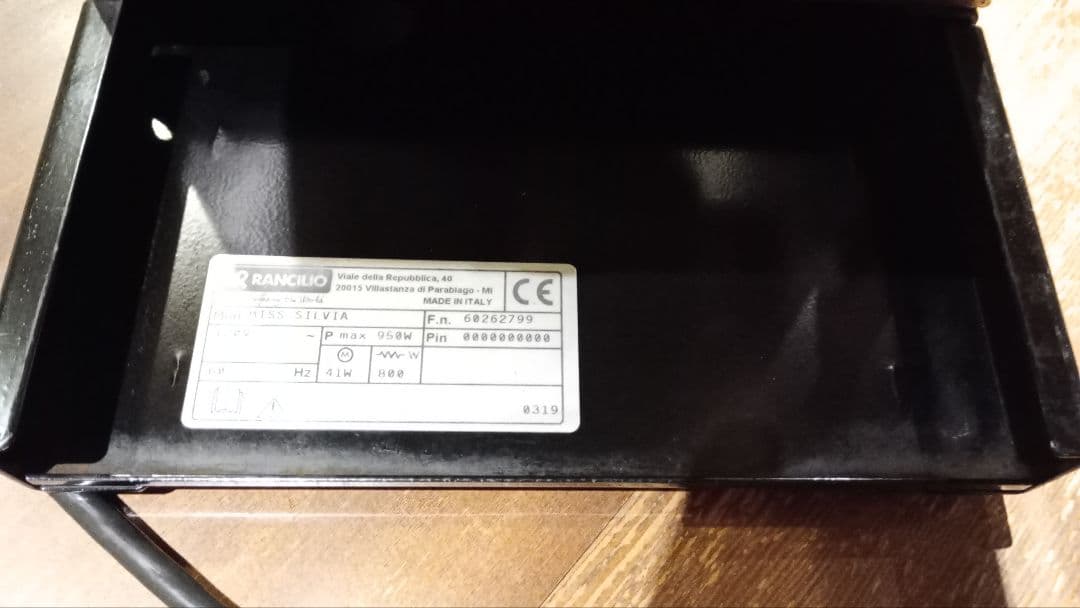 RANCILIO
Viale della Repubblica, 40
20015 Villastanza di Parabiago - MI
MADE IN ITALY
CE
Mod. MISS SILVIA
F.n. 60262799
~
P max 950W
Pin 0000000000
M
W
Hz
41W
800
0319